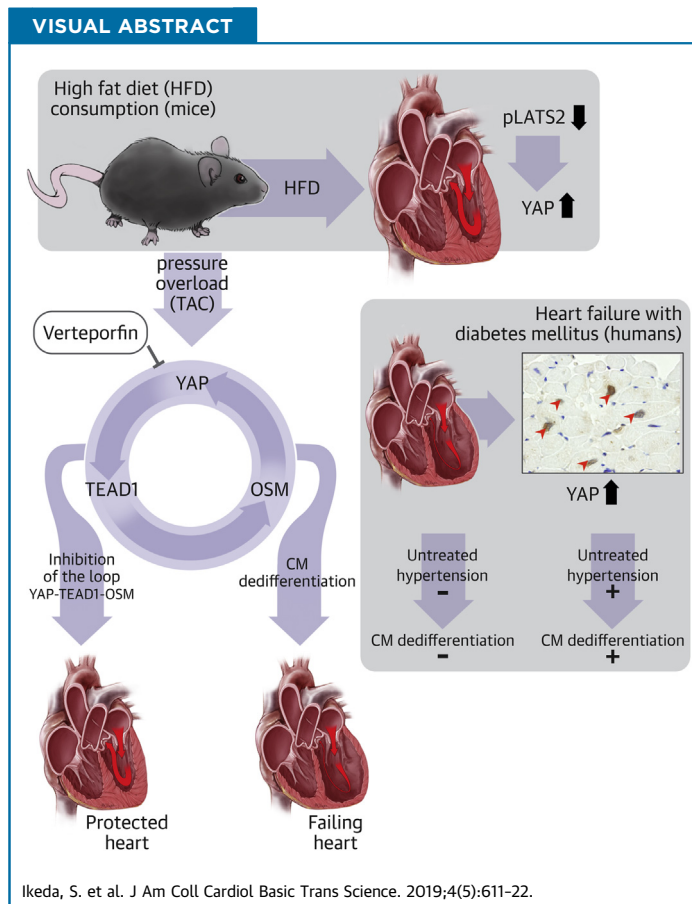 VISUAL ABSTRACT
High fat diet (HFD)
consumption (mice)
HFD
pLATS2
YAP
pressure
overload
(TAC)
Verteporfin
YAP
TEAD1
OSM
Inhibition
of the loop
YAP-TEAD1-OSM
CM
dedifferentiation
Protected
heart
Failing
heart
Heart failure with
diabetes mellitus (humans)
YAP
Untreated
hypertension
-
CM dedifferentiation
-
Untreated
hypertension
+
CM dedifferentiation
+
Ikeda, S. et al. J Am Coll Cardiol Basic Trans Science. 2019;4(5):611–22.